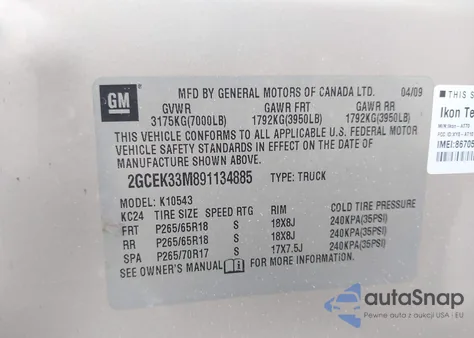 GM
MFD BY GENERAL MOTORS OF CANADA LTD. 04/09
GVWR GAWR FRT GAWR RR
3175KG(7000LB) 1792KG(3950LB) 1792KG(3950LB)
THIS VEHICLE CONFORMS TO ALL APPLICABLE U.S. FEDERAL MOTOR
VEHICLE SAFETY STANDARDS IN EFFECT ON THE DATE OF
MANUFACTURE SHOWN ABOVE.
2GCEK33M891134885 TYPE: TRUCK
MODEL: K10543
KC24 TIRE SIZE SPEED RTG RIM COLD TIRE PRESSURE
FRT P265/65R18 S 18X8J 240KPA(35PSI)
RR P265/65R18 S 18X8J 240KPA(35PSI)
SPA P265/70R17 S 17X7.5J 240KPA(35PSI)
SEE OWNER'S MANUAL FOR MORE INFORMATION
THIS S
Ikon Te
IMEI:86705
autoSnap
Pewne auta z aukcji USA - EU